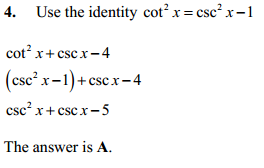 4. Use the identity cot² x = csc² x − 1
cot² x + csc x − 4
(csc² x − 1) + csc x − 4
csc² x + csc x − 5
The answer is A.